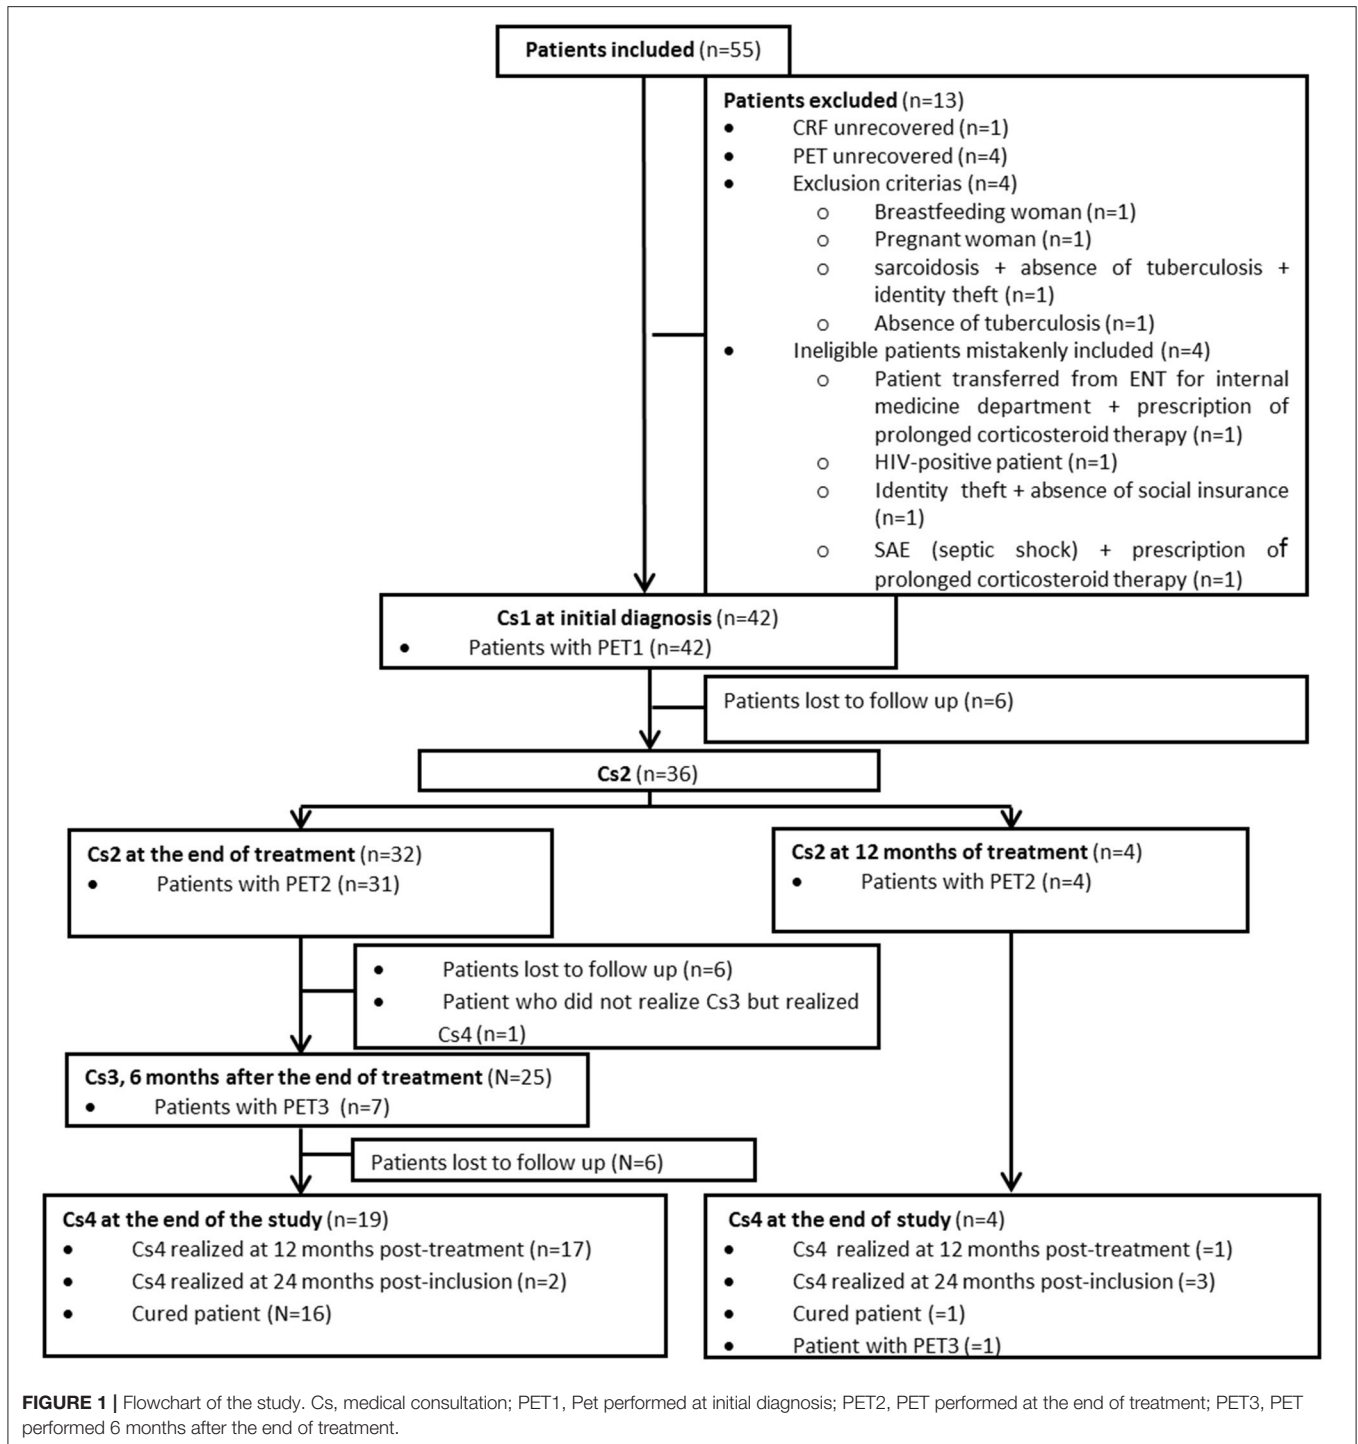 Patients included (n=55)
Patients excluded (n=13)
• CRF unrecovered (n=1)
• PET unrecovered (n=4)
• Exclusion criterias (n=4)
o Breastfeeding woman (n=1)
o Pregnant woman (n=1)
o sarcoidosis + absence of tuberculosis +
identity theft (n=1)
o Absence of tuberculosis (n=1)
• Ineligible patients mistakenly included (n=4)
o Patient transferred from ENT for internal
medicine department + prescription of
prolonged corticosteroid therapy (n=1)
o HIV-positive patient (n=1)
o Identity theft + absence of social insurance
(n=1)
o SAE (septic shock) + prescription of
prolonged corticosteroid therapy (n=1)
Cs1 at initial diagnosis (n=42)
• Patients with PET1 (n=42)
Patients lost to follow up (n=6)
Cs2 (n=36)
Cs2 at the end of treatment (n=32)
• Patients with PET2 (n=31)
Cs2 at 12 months of treatment (n=4)
• Patients with PET2 (n=4)
• Patients lost to follow up (n=6)
• Patient who did not realize Cs3 but realized
Cs4 (n=1)
Cs3, 6 months after the end of treatment (N=25)
• Patients with PET3 (n=7)
Patients lost to follow up (N=6)
Cs4 at the end of the study (n=19)
• Cs4 realized at 12 months post-treatment (n=17)
• Cs4 realized at 24 months post-inclusion (n=2)
• Cured patient (N=16)
Cs4 at the end of study (n=4)
• Cs4 realized at 12 months post-treatment (=1)
• Cs4 realized at 24 months post-inclusion (=3)
• Cured patient (=1)
• Patient with PET3 (=1)
FIGURE 1 | Flowchart of the study. Cs, medical consultation; PET1, Pet performed at initial diagnosis; PET2, PET performed at the end of treatment; PET3, PET
performed 6 months after the end of treatment.